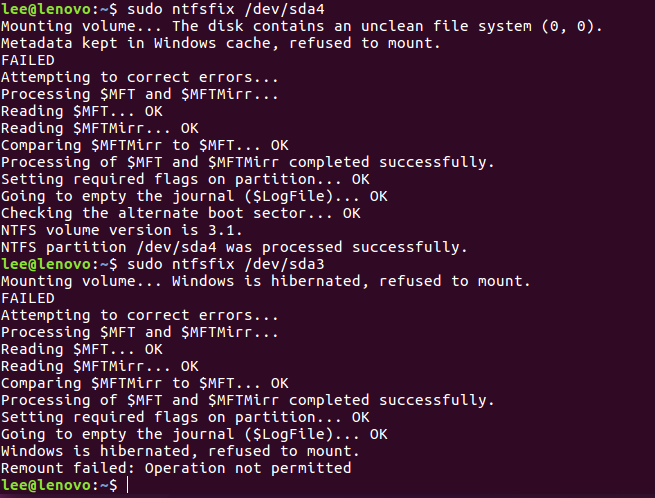 lee@lenovo:~$ sudo ntfsfix /dev/sda4
Mounting volume... The disk contains an unclean file system (0, 0).
Metadata kept in Windows cache, refused to mount.
FAILED
Attempting to correct errors...
Processing $MFT and $MFTMirr...
Reading $MFT... OK
Reading $MFTMirr... OK
Comparing $MFTMirr to $MFT... OK
Processing of $MFT and $MFTMirr completed successfully.
Setting required flags on partition... OK
Going to empty the journal ($LogFile)... OK
Checking the alternate boot sector... OK
NTFS volume version is 3.1.
NTFS partition /dev/sda4 was processed successfully.
lee@lenovo:~$ sudo ntfsfix /dev/sda3
Mounting volume... Windows is hibernated, refused to mount.
FAILED
Attempting to correct errors...
Processing $MFT and $MFTMirr...
Reading $MFT... OK
Reading $MFTMirr... OK
Comparing $MFTMirr to $MFT... OK
Processing of $MFT and $MFTMirr completed successfully.
Setting required flags on partition... OK
Going to empty the journal ($LogFile)... OK
Windows is hibernated, refused to mount.
Remount failed: Operation not permitted
lee@lenovo:~$